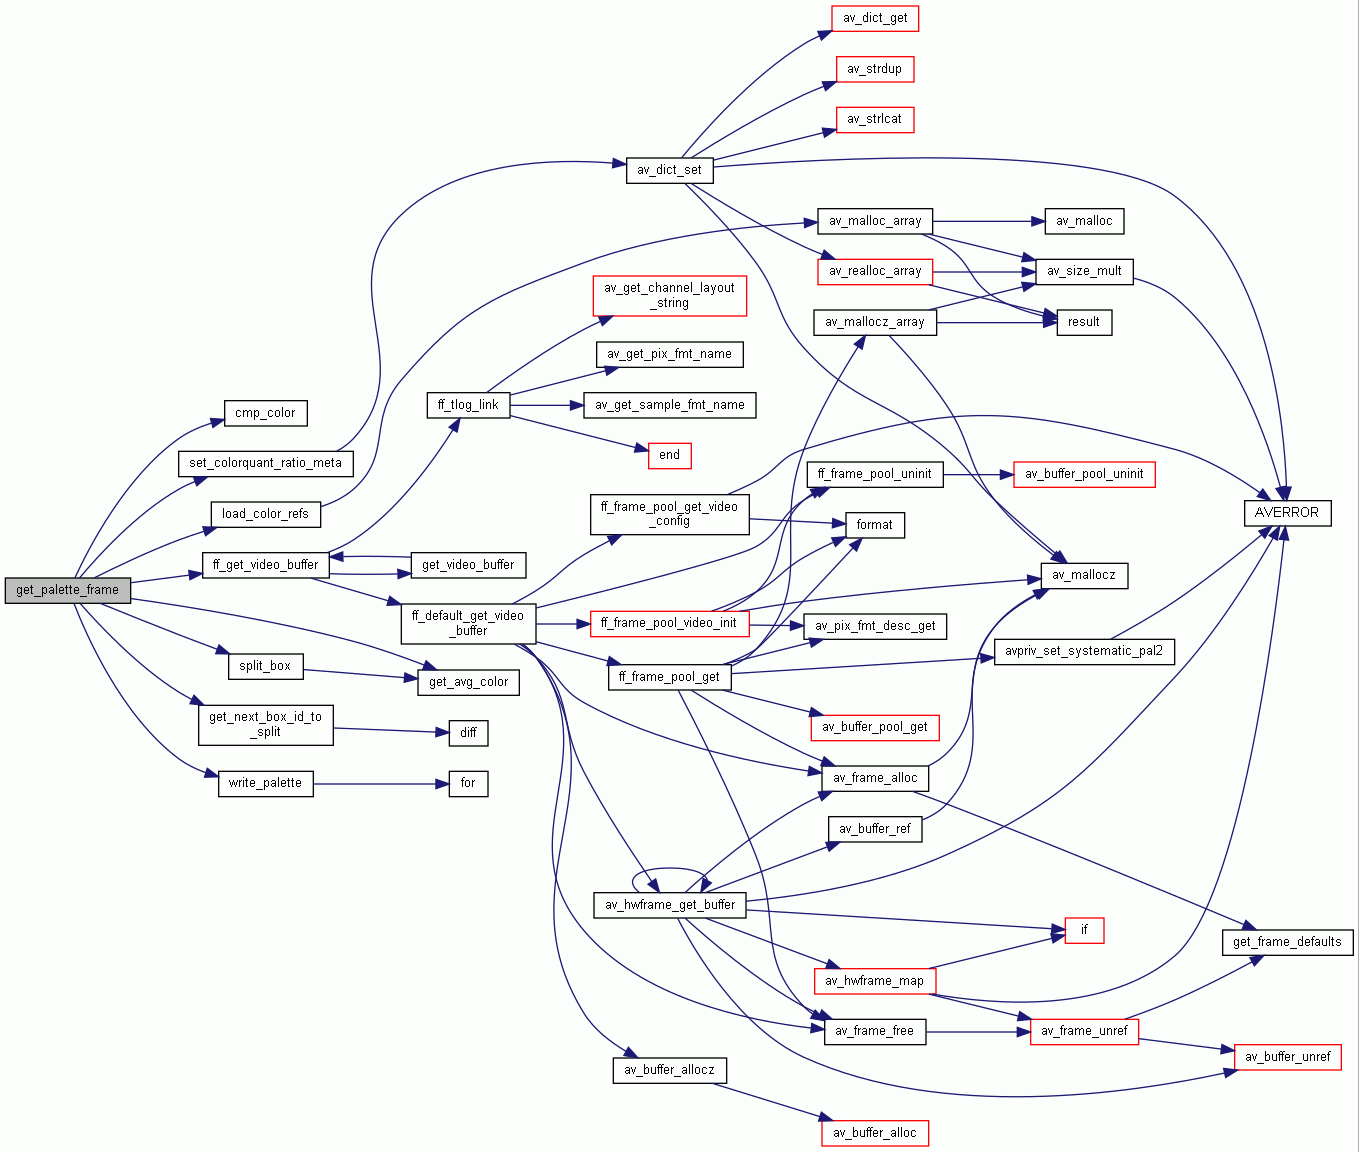 av_dict_get
av_strdup
av_strlcat
av_dict_set
av_malloc_array
av_malloc
av_realloc_array
av_size_mult
av_get_channel_layout
_string
av_mallocz_array
result
av_get_pix_fmt_name
ff_tlog_link
av_get_sample_fmt_name
cmp_color
end
set_colorquant_ratio_meta
ff_frame_pool_uninit
av_buffer_pool_uninit
load_color_refs
ff_frame_pool_get_video
_config
format
AVERROR
ff_get_video_buffer
get_video_buffer
av_mallocz
get_palette_frame
ff_default_get_video
_buffer
ff_frame_pool_video_init
av_pix_fmt_desc_get
avpriv_set_systematic_pal2
split_box
get_avg_color
ff_frame_pool_get
get_next_box_id_to
_split
diff
av_buffer_pool_get
write_palette
for
av_frame_alloc
av_buffer_ref
av_hwframe_get_buffer
if
get_frame_defaults
av_hwframe_map
av_frame_free
av_frame_unref
av_buffer_unref
av_buffer_allocz
av_buffer_alloc